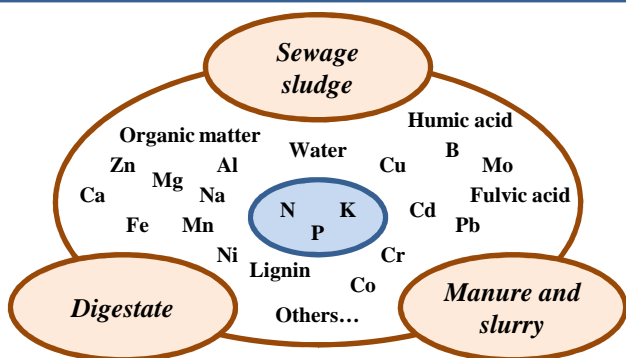 Sewage
sludge
Humic acid
Organic matter
Water
B
Zn
Al
Cu
Mo
Mg
Ca
Na
Fulvic acid
N
K
Cd
Fe
Mn
Pb
P
Ni
Cr
Lignin
Co
Digestate
Manure and
slurry
Others…